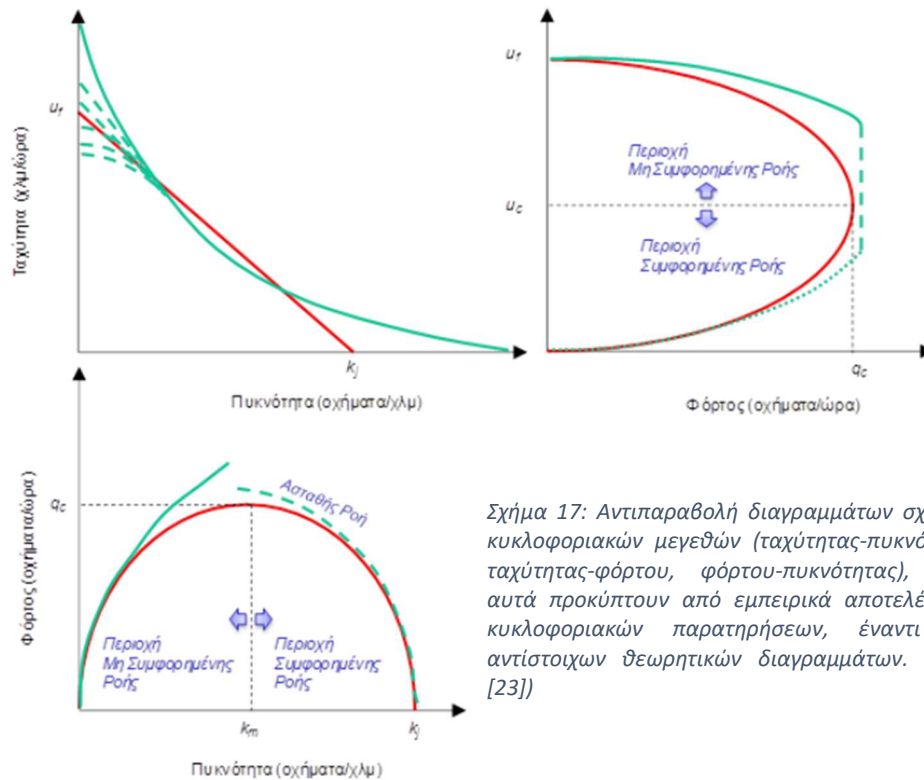 Ταχύτητα (χλμ/ώρα)
u_f
k_j
Πυκνότητα (οχήματα/χλμ)
u_f
u_c
Περιοχή
Μη Συμφορημένης Ροής
Περιοχή
Συμφορημένης Ροής
q_c
Φόρτος (οχήματα/ώρα)
Φόρτος (οχήματα/ώρα)
q_c
Ασταθής Ροή
Περιοχή
Μη Συμφορημένης
Ροής
Περιοχή
Συμφορημένης
Ροής
k_m
k_j
Πυκνότητα (οχήματα/χλμ)
Σχήμα 17: Αντιπαραβολή διαγραμμάτων
κυκλοφοριακών μεγεθών
ταχύτητας-φόρτου, φόρτου-πυκνότητας),
αυτά προκύπτουν από εμπειρικά
κυκλοφοριακών παρατηρήσεων, έναντι
αντίστοιχων θεωρητικών διαγραμμάτων.
[23])